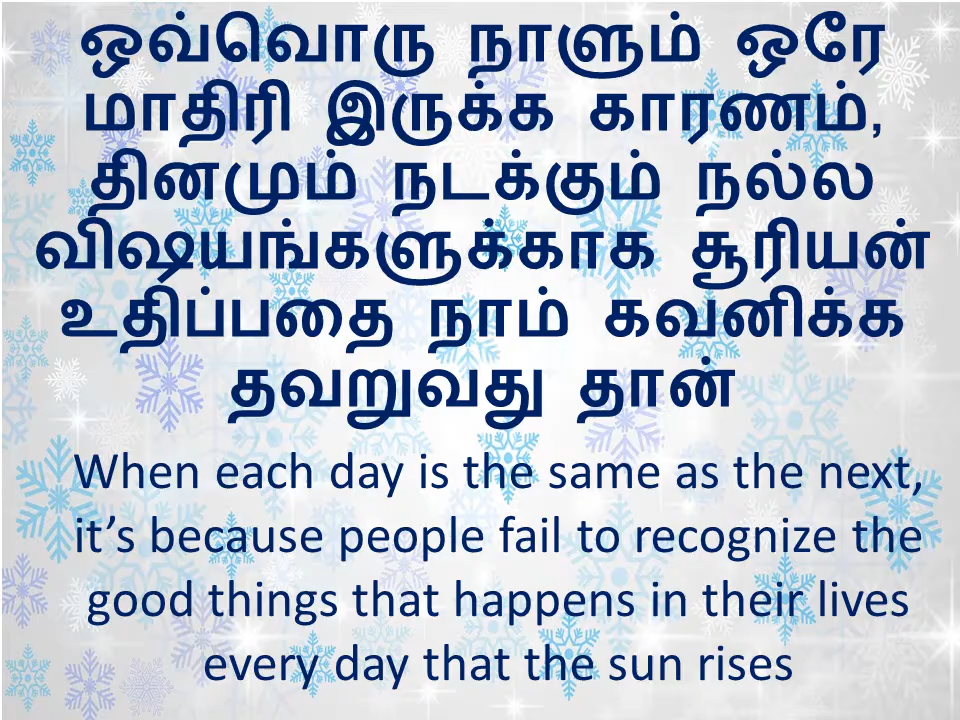 ஒவ்வொரு நாளும் ஒரே
மாதிரி இருக்க காரணம்,
தினமும் நடக்கும் நல்ல
விஷயங்களுக்காக சூரியன்
உதிப்பதை நாம் கவனிக்க
தவறுவது தான்
When each day is the same as the next,
it’s because people fail to recognize the
good things that happens in their lives
every day that the sun rises